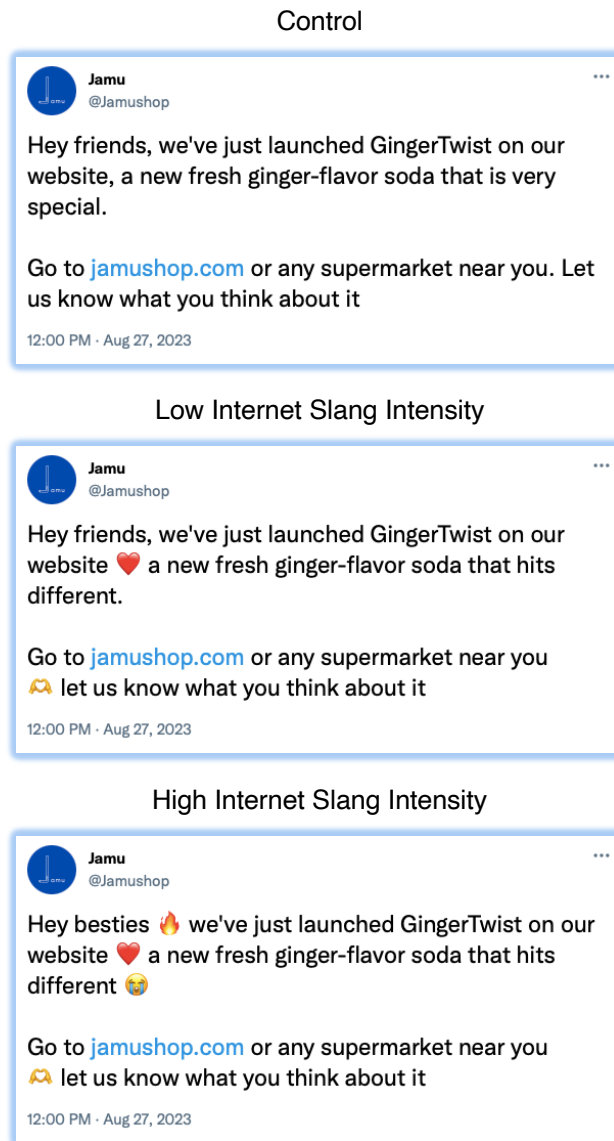 Control
Jamu
@Jamushop
Hey friends, we've just launched GingerTwist on our
website, a new fresh ginger-flavor soda that is very
special.
Go to jamushop.com or any supermarket near you. Let
us know what you think about it
12:00 PM · Aug 27, 2023
Low Internet Slang Intensity
Jamu
@Jamushop
Hey friends, we've just launched GingerTwist on our
website ❤️ a new fresh ginger-flavor soda that hits
different.
Go to jamushop.com or any supermarket near you
🫶 let us know what you think about it
12:00 PM · Aug 27, 2023
High Internet Slang Intensity
Jamu
@Jamushop
Hey besties 🔥 we've just launched GingerTwist on our
website ❤️ a new fresh ginger-flavor soda that hits
different 😭
Go to jamushop.com or any supermarket near you
🫶 let us know what you think about it
12:00 PM · Aug 27, 2023